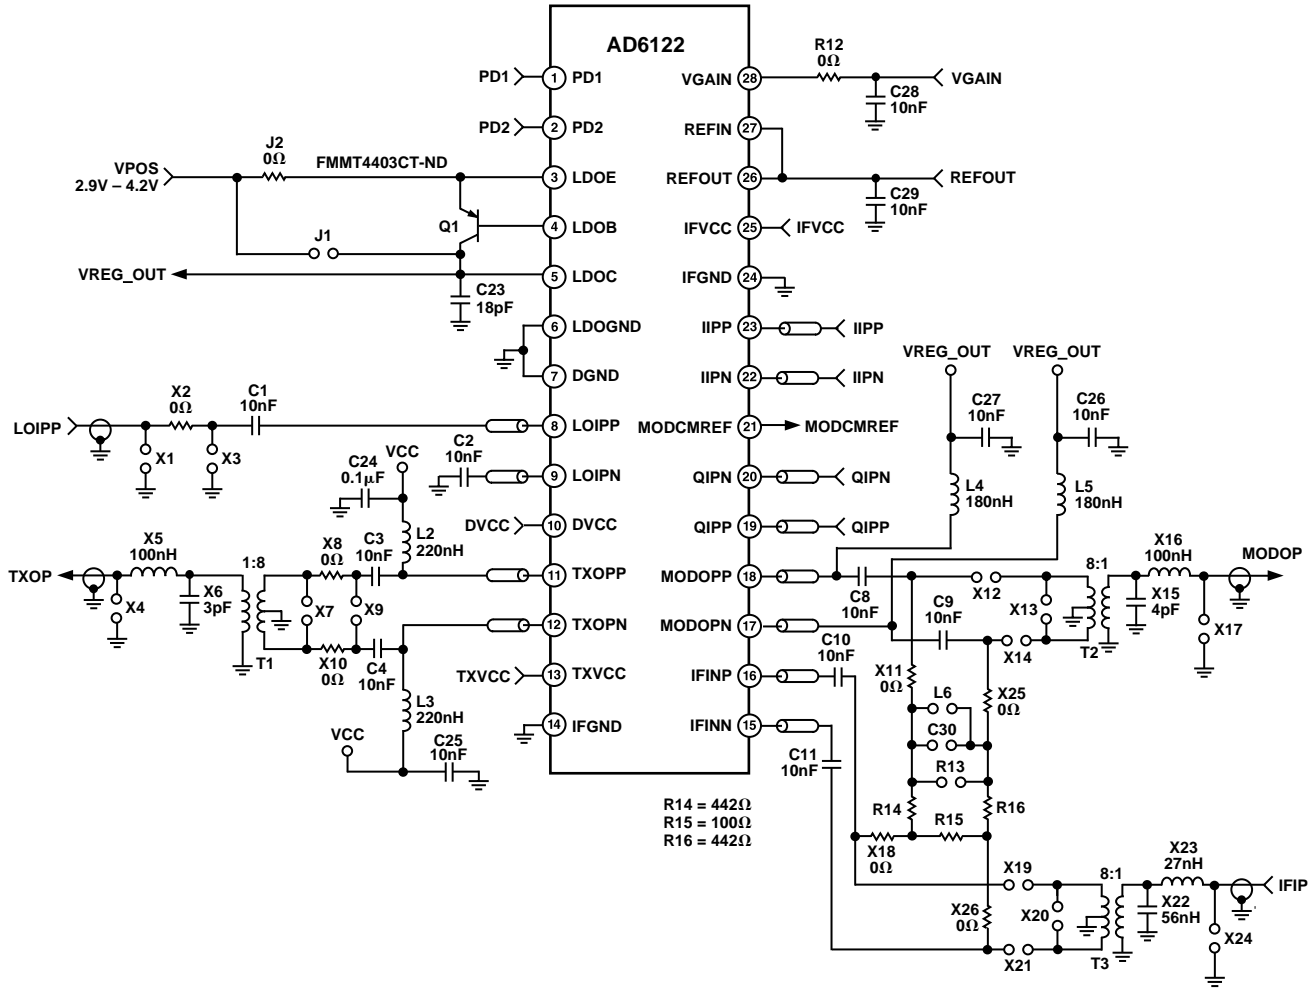 AD6122
PD1
1
PD1
PD2
2
PD2
VPOS
2.9V – 4.2V
J2
0Ω
FMMT4403CT-ND
3
LDOE
Q1
4
LDOB
J1
VREG_OUT
5
LDOC
C23
18pF
6
LDOGND
7
DGND
LOIPP
X2
0Ω
C1
10nF
X1
X3
8
LOIPP
C2
10nF
9
LOIPN
VCC
C24
0.1μF
DVCC
10
DVCC
L2
220nH
C3
10nF
TXOP
X5
100nH
X4
X6
3pF
1:8
T1
X8
0Ω
X7
X9
X10
0Ω
C4
10nF
11
TXOPP
12
TXOPN
TXVCC
13
TXVCC
L3
220nH
14
IFGND
VCC
C25
10nF
VGAIN
28
R12
0Ω
VGAIN
C28
10nF
REFIN
27
REFOUT
26
REFOUT
C29
10nF
IFVCC
25
IFVCC
IFGND
24
IIPP
23
IIPP
IIPN
22
IIPN
MODCMREF
21
MODCMREF
QIPN
20
QIPN
QIPP
19
QIPP
VREG_OUT
VREG_OUT
C27
10nF
C26
10nF
L4
180nH
L5
180nH
MODOPP
18
C8
10nF
MODOPN
17
C9
10nF
X12
X13
X14
8:1
T2
X15
4pF
X16
100nH
X17
MODOP
IFINP
16
C10
10nF
IFINN
15
C11
10nF
X11
0Ω
X25
0Ω
L6
C30
R13
R14
R16
R15
X18
0Ω
R14 = 442Ω
R15 = 100Ω
R16 = 442Ω
X19
X26
0Ω
X20
X21
8:1
T3
X22
56nH
X23
27nH
X24
IFIP